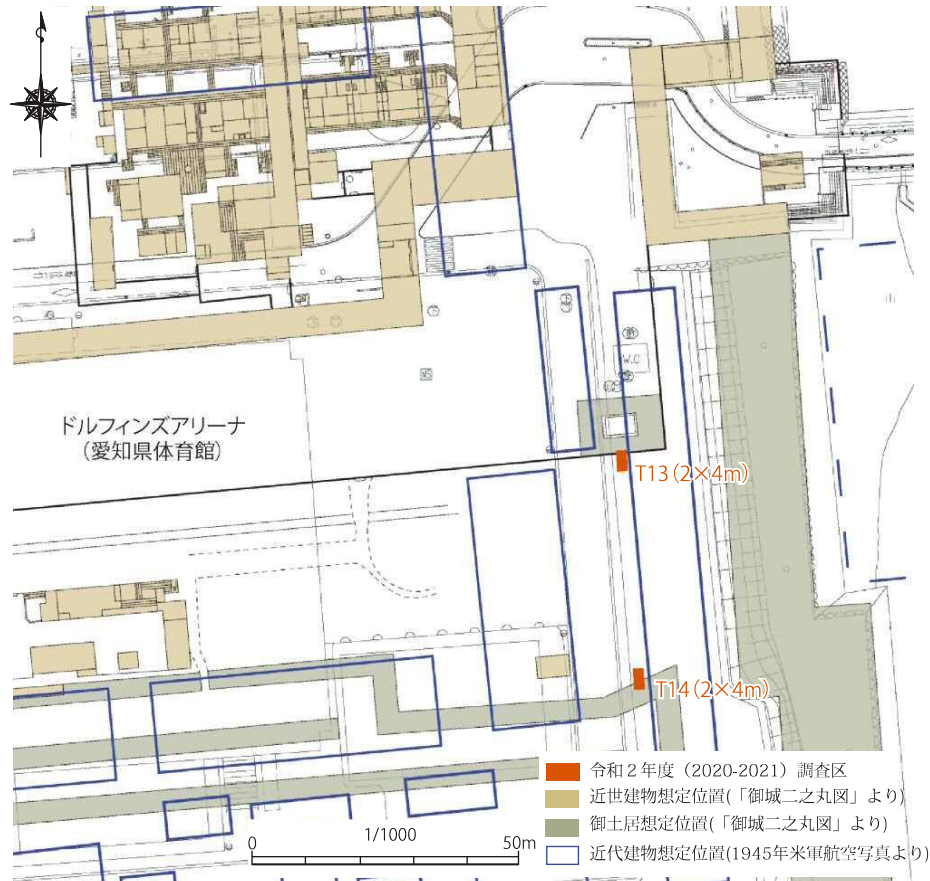 W.C
ドルフィンズアリーナ
(愛知県体育館)
T13(2×4m)
T14(2×4m)
令和２年度（2020-2021）調査区
近世建物想定位置(「御城二之丸図」より)
御土居想定位置(「御城二之丸図」より)
近代建物想定位置(1945年米軍航空写真より)
1/1000
0
50m